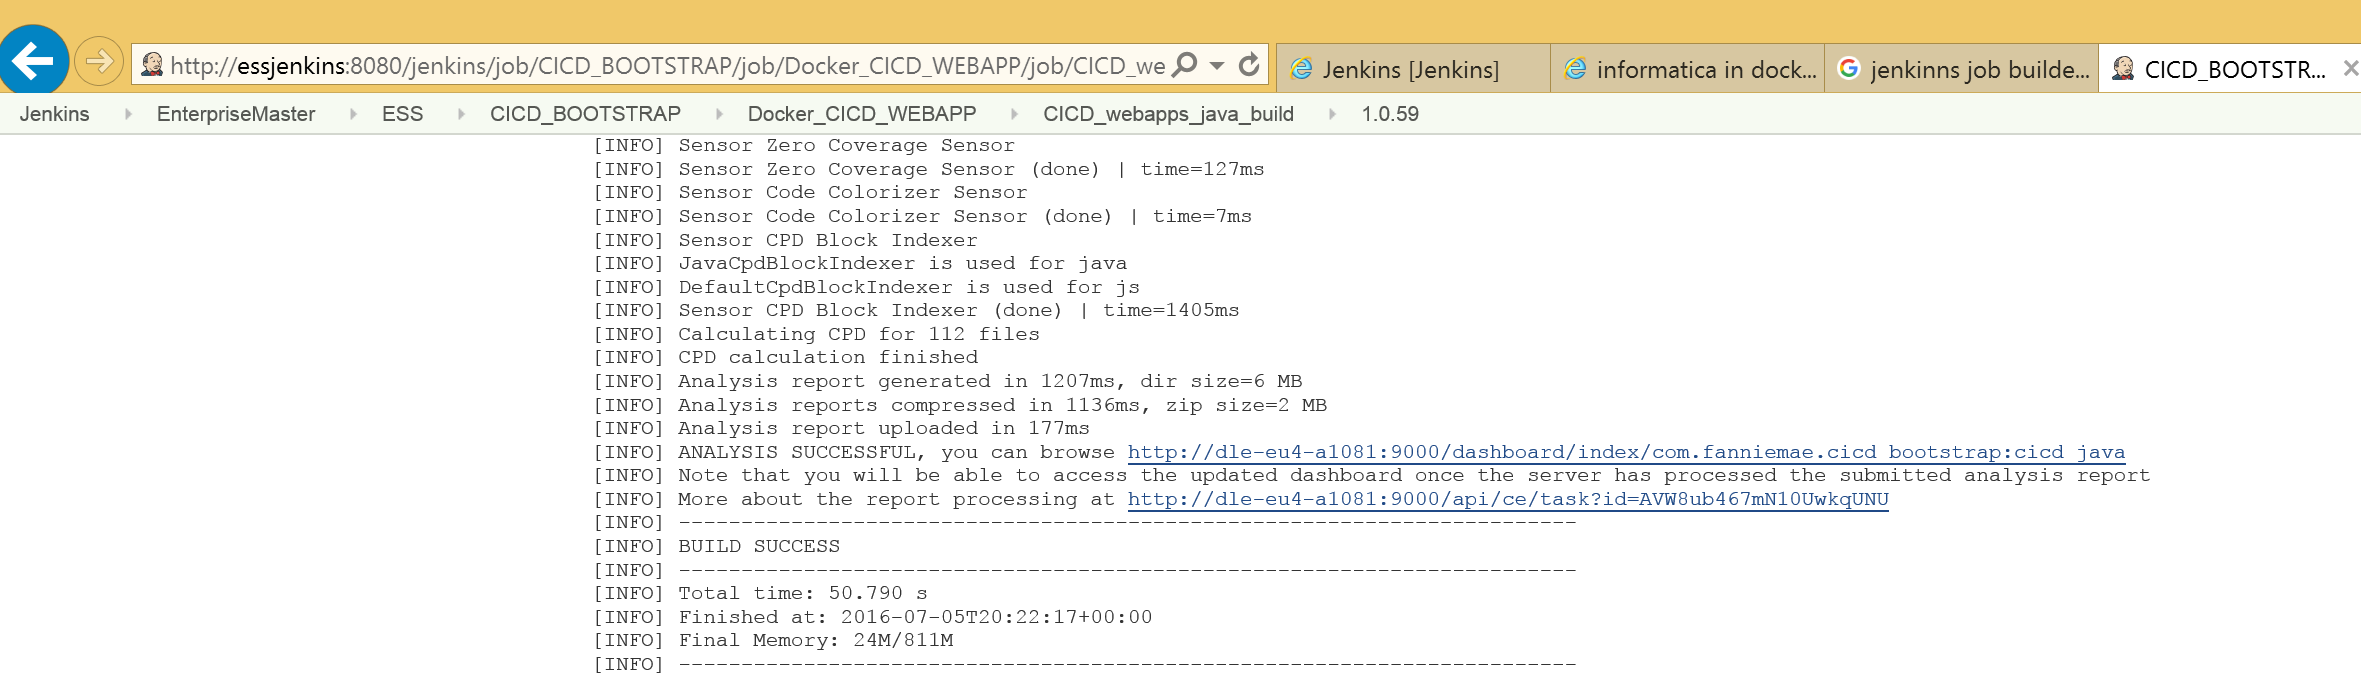 http://essjenkins:8080/jenkins/job/CICD_BOOTSTRAP/job/Docker_CICD_WEBAPP/job/CICD_we
Jenkins [Jenkins]
informatica in dock...
jenkinns job builde...
CICD_BOOTSTR...
Jenkins EnterpriseMaster ESS CICD_BOOTSTRAP Docker_CICD_WEBAPP CICD_webapps_java_build 1.0.59
[INFO] Sensor Zero Coverage Sensor
[INFO] Sensor Zero Coverage Sensor (done) | time=127ms
[INFO] Sensor Code Colorizer Sensor
[INFO] Sensor Code Colorizer Sensor (done) | time=7ms
[INFO] Sensor CPD Block Indexer
[INFO] JavaCpdBlockIndexer is used for java
[INFO] DefaultCpdBlockIndexer is used for js
[INFO] Sensor CPD Block Indexer (done) | time=1405ms
[INFO] Calculating CPD for 112 files
[INFO] CPD calculation finished
[INFO] Analysis report generated in 1207ms, dir size=6 MB
[INFO] Analysis reports compressed in 1136ms, zip size=2 MB
[INFO] Analysis report uploaded in 177ms
[INFO] ANALYSIS SUCCESSFUL, you can browse http://dle-eu4-a1081:9000/dashboard/index/com.fanniemae.cicd_bootstrap:cicd_java
[INFO] Note that you will be able to access the updated dashboard once the server has processed the submitted analysis report
[INFO] More about the report processing at http://dle-eu4-a1081:9000/api/ce/task?id=AVW8ub467mN10UwkqUNU
[INFO] ------------------------------------------------------------------------
[INFO] BUILD SUCCESS
[INFO] ------------------------------------------------------------------------
[INFO] Total time: 50.790 s
[INFO] Finished at: 2016-07-05T20:22:17+00:00
[INFO] Final Memory: 24M/811M
[INFO] ------------------------------------------------------------------------